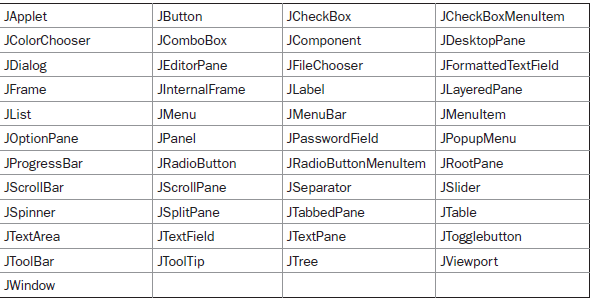 JApplet JButton JCheckBox JCheckBoxMenuItem
JColorChooser JComboBox JComponent JDesktopPane
JDialog JEditorPane JFileChooser JFormattedTextField
JFrame JInternalFrame JLabel JLayeredPane
JList JMenu JMenuBar JMenuItem
JOptionPane JPanel JPasswordField JPopupMenu
JProgressBar JRadioButton JRadioButtonMenuItem JRootPane
JScrollBar JScrollPane JSeparator JSlider
JSpinner JSplitPane JTabbedPane JTable
JTextArea JTextField JTextPane JTogglebutton
JToolBar JToolTip JTree JViewport
JWindow